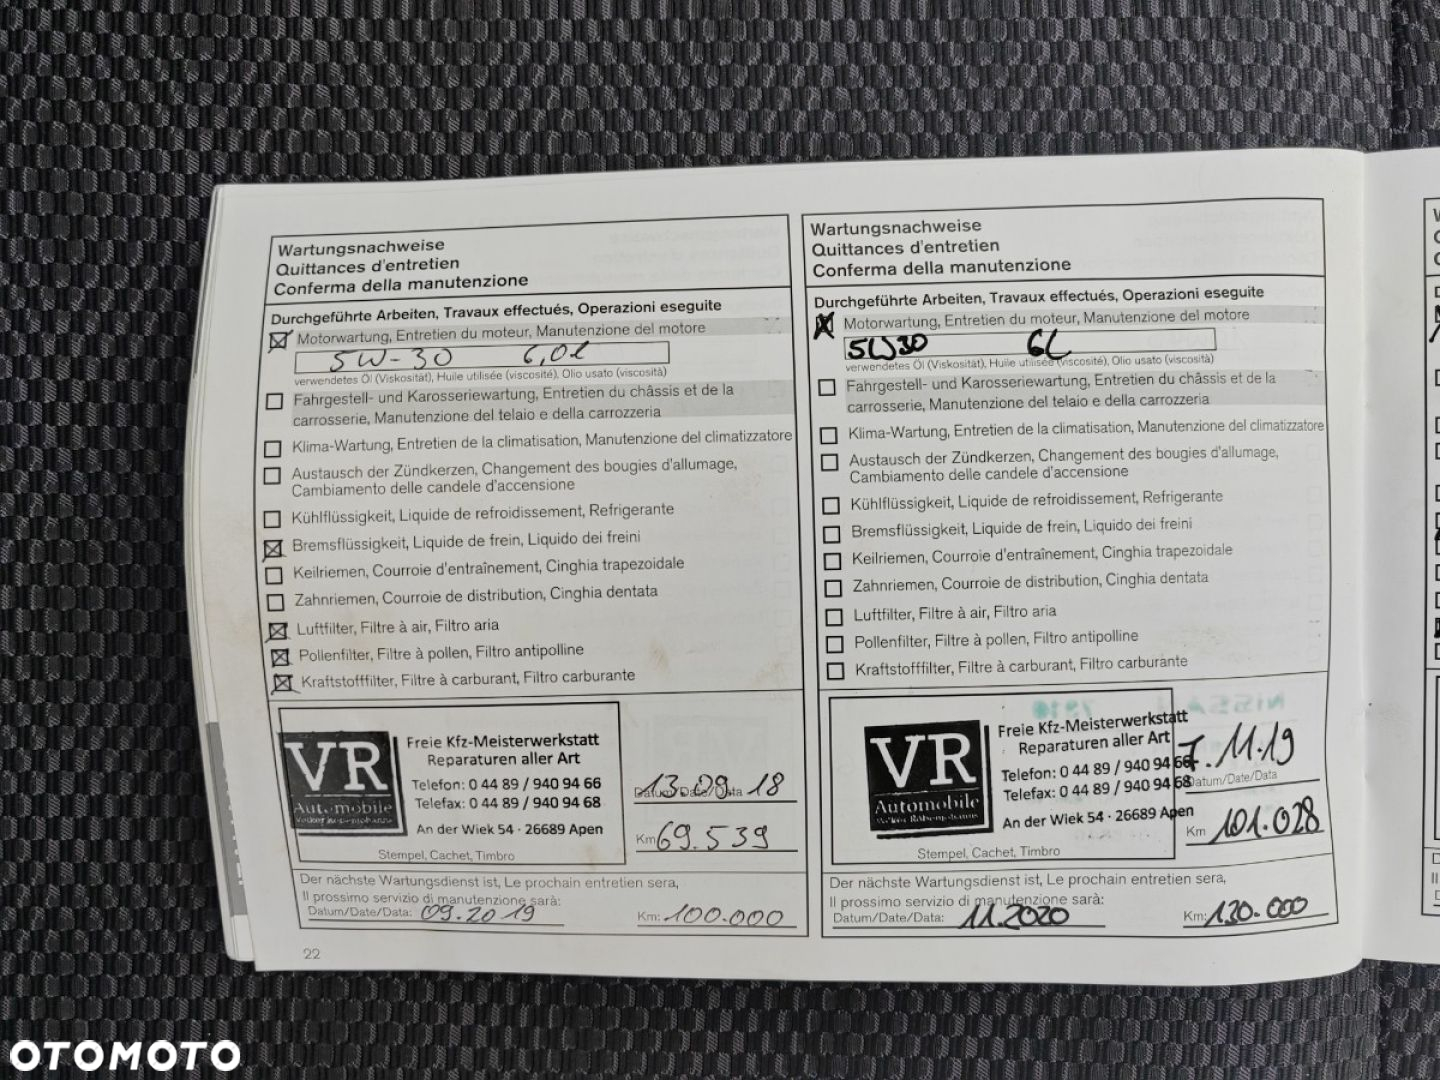 Wartungsnachweise
Quittances d'entretien
Conferma della manutenzione
Durchgeführte Arbeiten, Travaux effectués, Operazioni eseguite
Motorwartung, Entretien du moteur, Manutenzione del motore
5W-30 6,0l
verwendetes Öl (Viskosität), Huile utilisée (viscosité), Olio usato (viscosità)
Fahrgestell- und Karosseriewartung, Entretien du châssis et de la
carrosserie, Manutenzione del telaio e della carrozzeria
Klima-Wartung, Entretien de la climatisation, Manutenzione del climatizzatore
Austausch der Zündkerzen, Changement des bougies d'allumage,
Cambiamento delle candele d'accensione
Kühlflüssigkeit, Liquide de refroidissement, Refrigerante
Bremsflüssigkeit, Liquide de frein, Liquido dei freini
Keilriemen, Courroie d'entraînement, Cinghia trapezoidale
Zahnriemen, Courroie de distribution, Cinghia dentata
Luftfilter, Filtre à air, Filtro aria
Pollenfilter, Filtre à pollen, Filtro antipolline
Kraftstofffilter, Filtre à carburant, Filtro carburante
VR
Automobile
Freie Kfz-Meisterwerkstatt
Reparaturen aller Art
Telefon: 0 44 89 / 940 94 66
Telefax: 0 44 89 / 940 94 68
An der Wiek 54 · 26689 Apen
Stempel, Cachet, Timbro
13.09.18
Datum/Date/Data
Km 69.539
Der nächste Wartungsdienst ist, Le prochain entretien sera,
Il prossimo servizio di manutenzione sarà:
Datum/Date/Data: 09.2019 Km: 100.000
22
Wartungsnachweise
Quittances d'entretien
Conferma della manutenzione
Durchgeführte Arbeiten, Travaux effectués, Operazioni eseguite
Motorwartung, Entretien du moteur, Manutenzione del motore
5W30 6L
verwendetes Öl (Viskosität), Huile utilisée (viscosité), Olio usato (viscosità)
Fahrgestell- und Karosseriewartung, Entretien du châssis et de la
carrosserie, Manutenzione del telaio e della carrozzeria
Klima-Wartung, Entretien de la climatisation, Manutenzione del climatizzatore
Austausch der Zündkerzen, Changement des bougies d'allumage,
Cambiamento delle candele d'accensione
Kühlflüssigkeit, Liquide de refroidissement, Refrigerante
Bremsflüssigkeit, Liquide de frein, Liquido dei freini
Keilriemen, Courroie d'entraînement, Cinghia trapezoidale
Zahnriemen, Courroie de distribution, Cinghia dentata
Luftfilter, Filtre à air, Filtro aria
Pollenfilter, Filtre à pollen, Filtro antipolline
Kraftstofffilter, Filtre à carburant, Filtro carburante
VR
Automobile
Freie Kfz-Meisterwerkstatt
Reparaturen aller Art
Telefon: 0 44 89 / 940 94 66
Telefax: 0 44 89 / 940 94 68
An der Wiek 54 · 26689 Apen
Stempel, Cachet, Timbro
7.11.19
Datum/Date/Data
Km 101.028
Der nächste Wartungsdienst ist, Le prochain entretien sera,
Il prossimo servizio di manutenzione sarà:
Datum/Date/Data: 11.2020 Km: 130.000
OTOMOTO